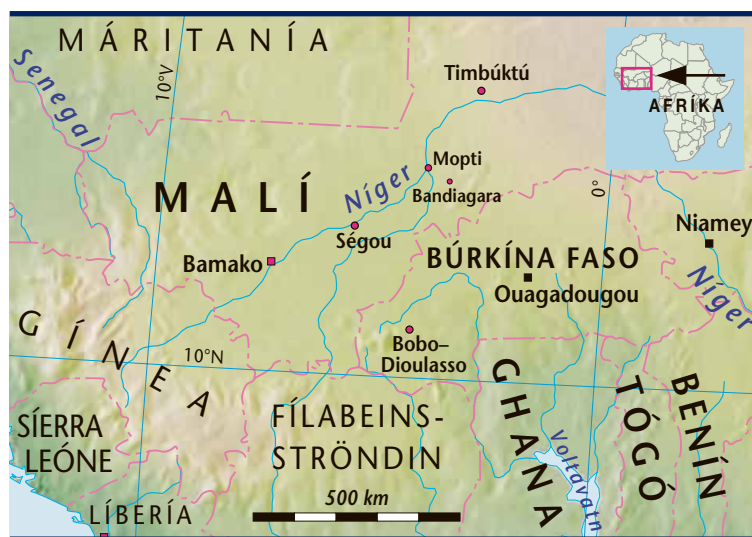 MÁRITANÍA
Senegal
10°V
Timbúktú
AFRÍKA
Mopti
Bandiagara
MALÍ
Níger
0°
Niamey
Ségou
Bamako
BÚRKÍNA FASO
Ouagadougou
Níger
GÍNEA
10°N
Bobo–
Dioulasso
GHANA
TÓGÓ
BENÍN
SÍERRA
LEÓNE
FÍLABEINS-
STRÖNDIN
Voltavatn
500 km
LÍBERÍA